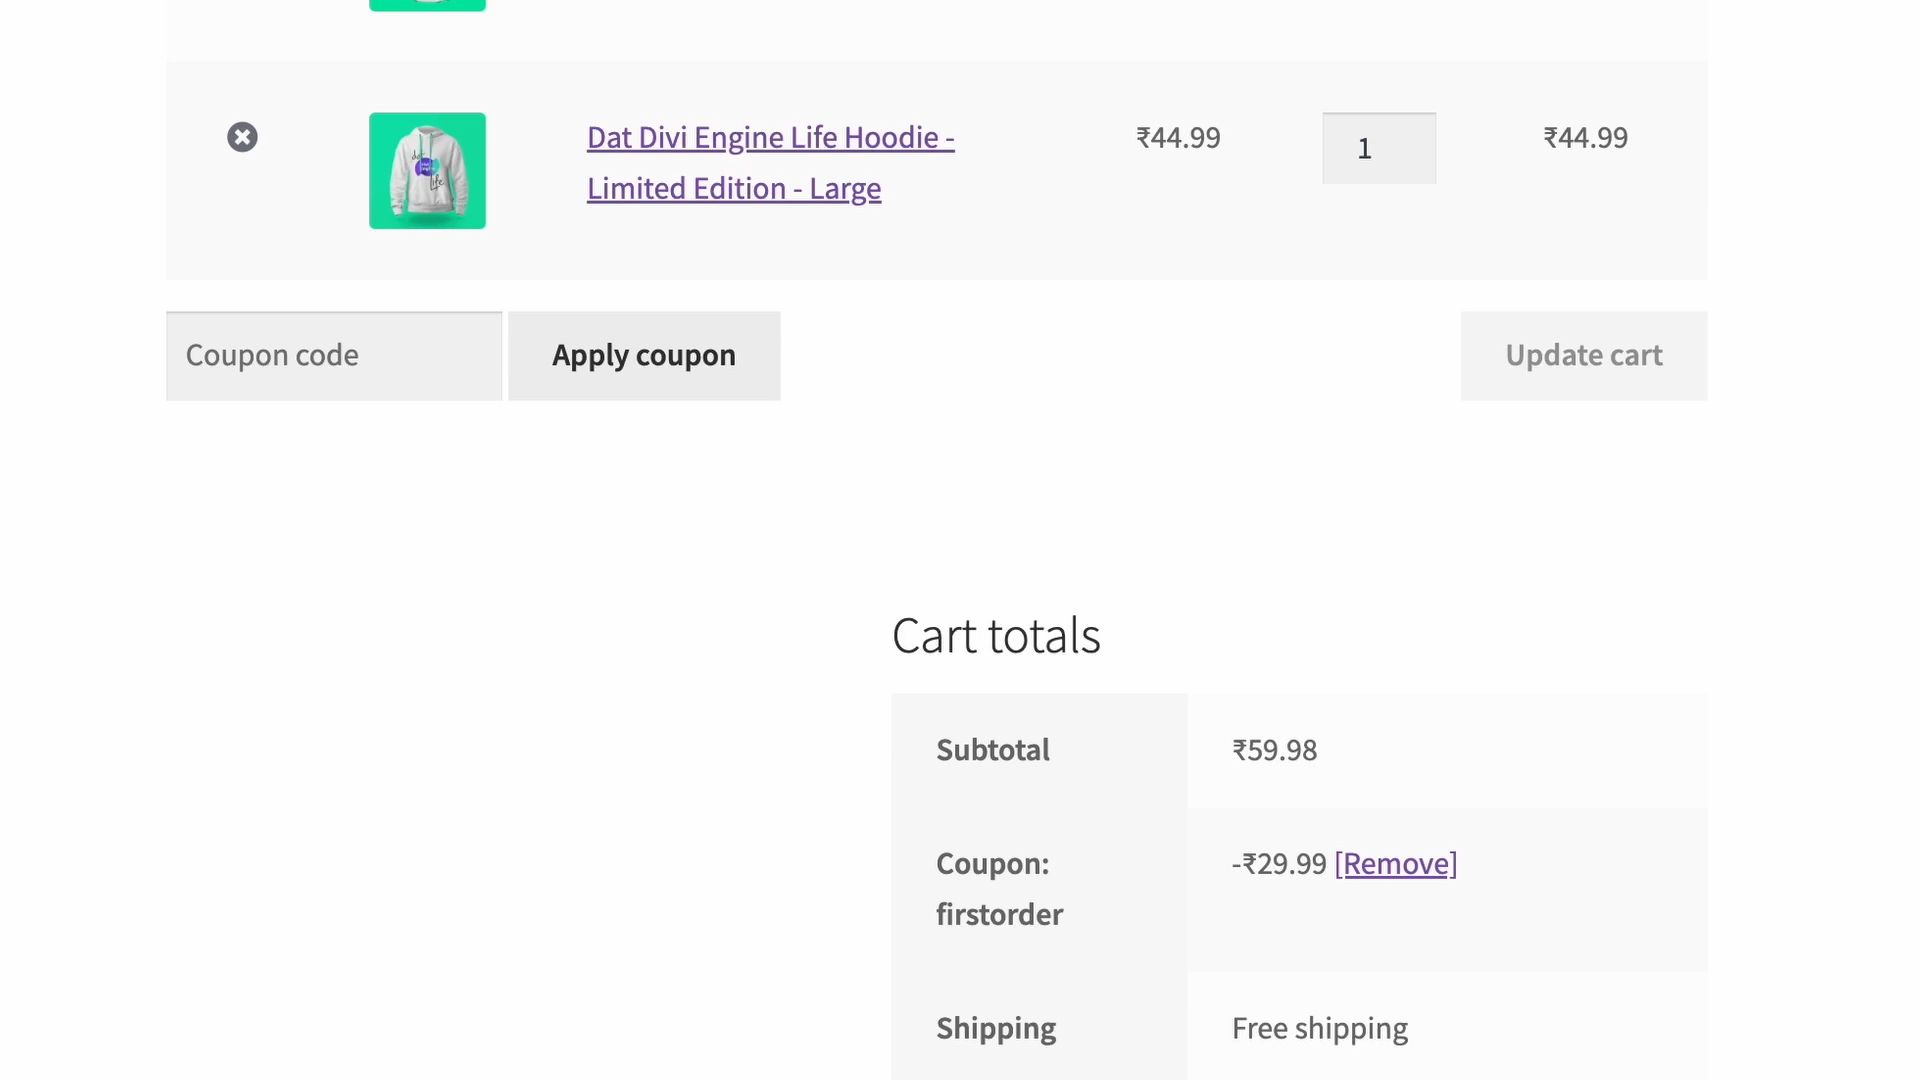 Dat Divi Engine Life Hoodie -
Limited Edition - Large
₹44.99
1
₹44.99
Coupon code
Apply coupon
Update cart
Cart totals
Subtotal
₹59.98
Coupon:
firstorder
-₹29.99 [Remove]
Shipping
Free shipping